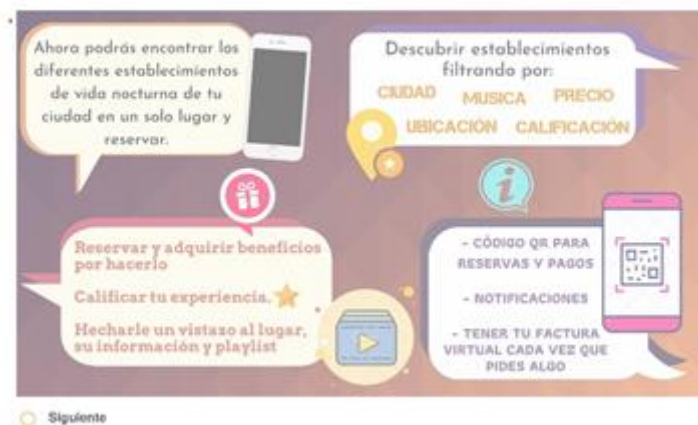 Ahora podrás encontrar los
diferentes establecimientos
de vida nocturna de tu
ciudad en un solo lugar y
reservar.
Descubrir establecimientos
filtrando por:
CIUDAD MUSICA PRECIO
UBICACIÓN CALIFICACIÓN
Reservar y adquirir beneficios
por hacerlo
Calificar tu experiencia.
Hecharle un vistazo al lugar,
su información y playlist
- CÓDIGO QR PARA
RESERVAS Y PAGOS
- NOTIFICACIONES
- TENER TU FACTURA
VIRTUAL CADA VEZ QUE
PIDES ALGO
Siguiente